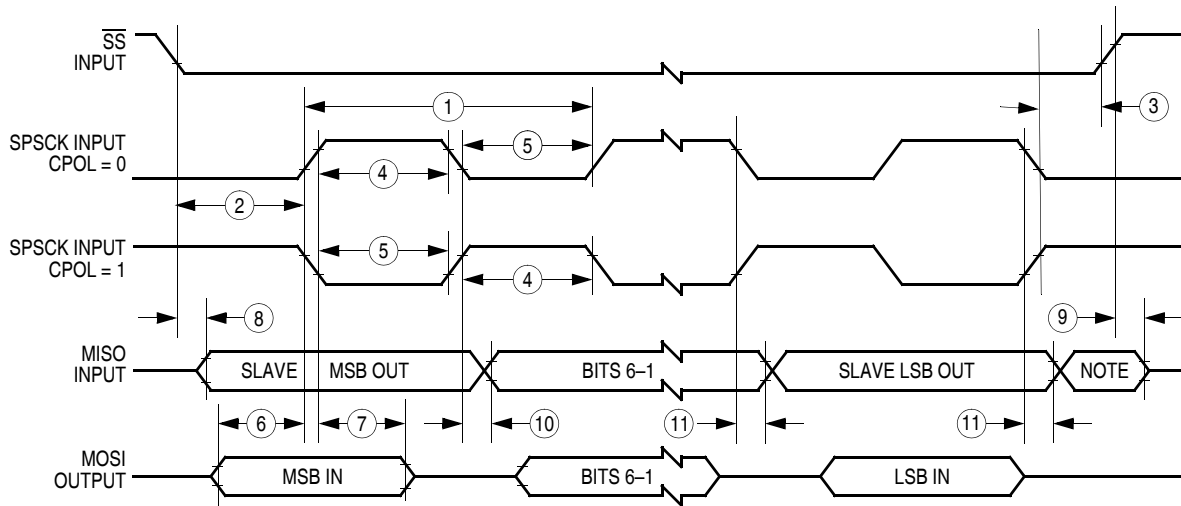 SS
INPUT
1
3
SPSCK INPUT
CPOL = 0
5
4
2
SPSCK INPUT
CPOL = 1
5
4
8
9
MISO
INPUT
SLAVE MSB OUT
BITS 6–1
SLAVE LSB OUT
NOTE
6
7
10
11
11
MOSI
OUTPUT
MSB IN
BITS 6–1
LSB IN